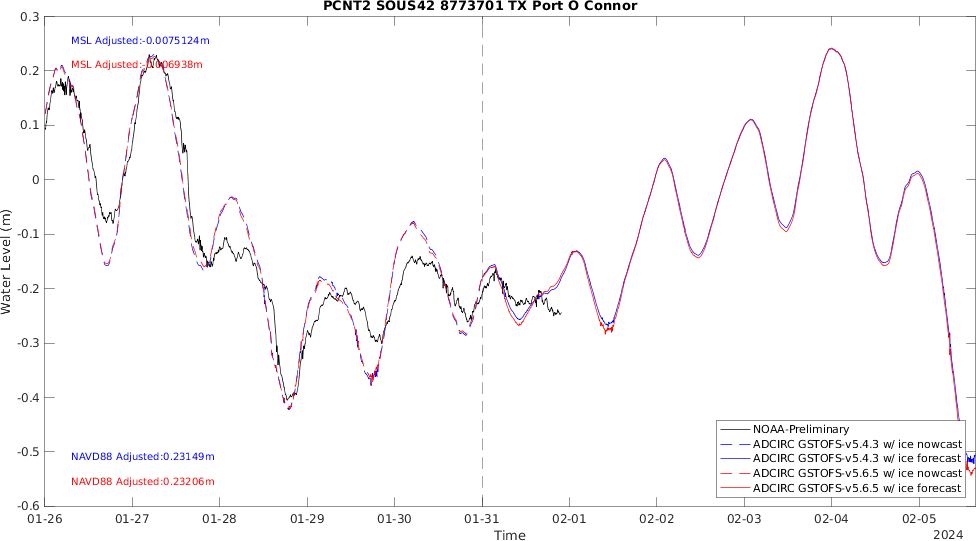 PCNT2 SOUS42 8773701 TX Port O Connor
0.3
0.2
0.1
0
-0.1
-0.2
-0.3
-0.4
-0.5
-0.6
Water Level (m)
MSL Adjusted:-0.0075124m
MSL Adjusted:-0.006938m
NAVD88 Adjusted:0.23149m
NAVD88 Adjusted:0.23206m
NOAA-Preliminary
ADCIRC GSTOFS-v5.4.3 w/ ice nowcast
ADCIRC GSTOFS-v5.4.3 w/ ice forecast
ADCIRC GSTOFS-v5.6.5 w/ ice nowcast
ADCIRC GSTOFS-v5.6.5 w/ ice forecast
01-26 01-27 01-28 01-29 01-30 01-31 02-01 02-02 02-03 02-04 02-05
Time
2024